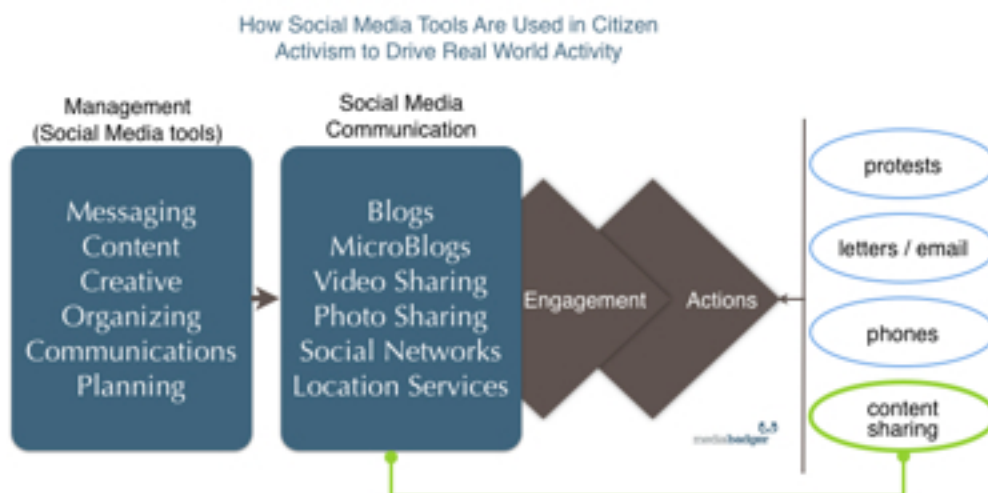 How Social Media Tools Are Used in Citizen
Activism to Drive Real World Activity
Management
(Social Media tools)
Messaging
Content
Creative
Organizing
Communications
Planning
Social Media
Communication
Blogs
MicroBlogs
Video Sharing
Photo Sharing
Social Networks
Location Services
Engagement
Actions
mediabadger
protests
letters / email
phones
content
sharing